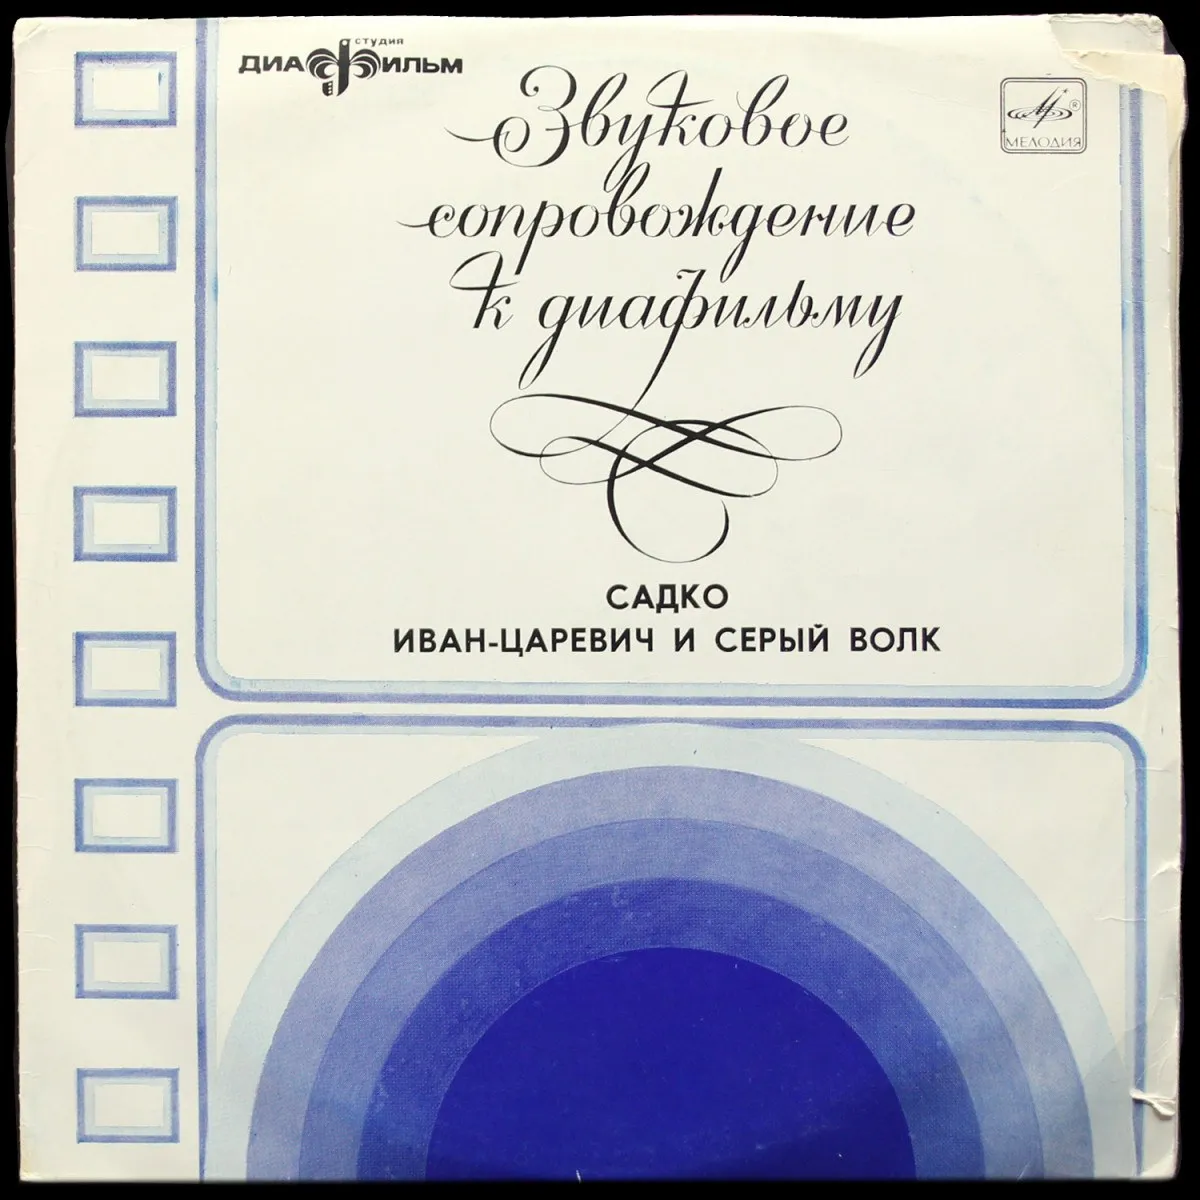 СТУДИЯ
ДИАФИЛЬМ
Звуковое
сопровождение
к диафильму
®
МЕЛОДИЯ
САДКО
ИВАН-ЦАРЕВИЧ И СЕРЫЙ ВОЛК